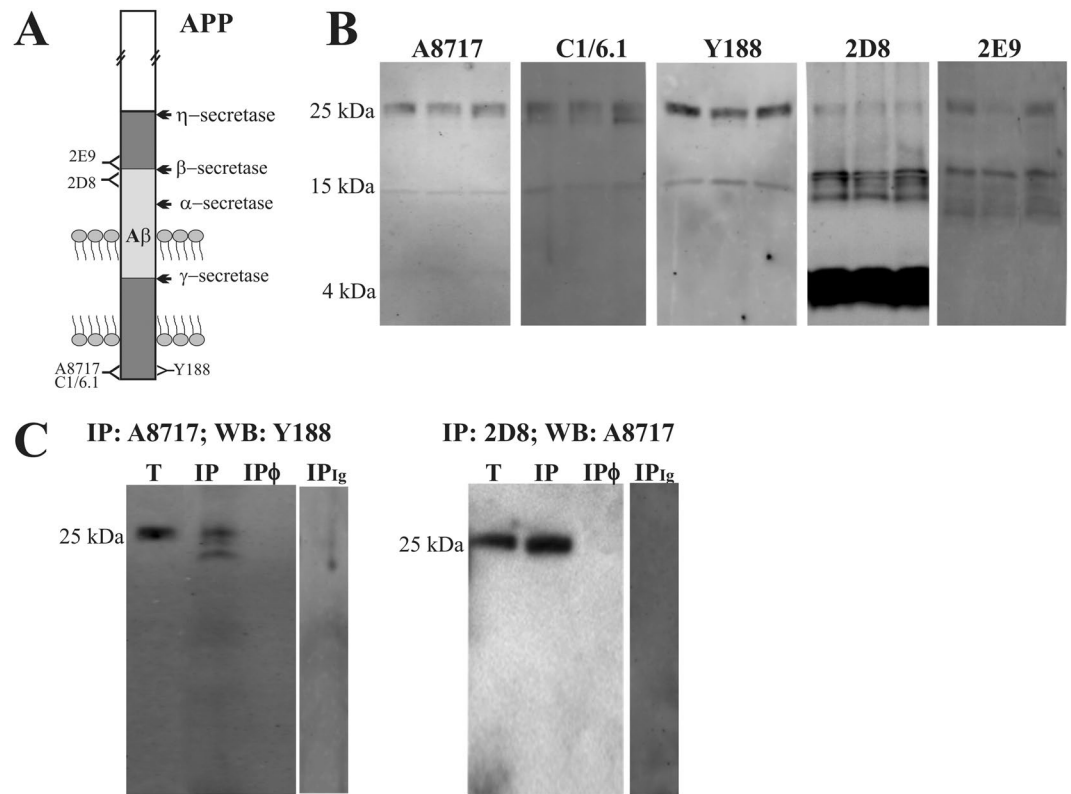 A
APP
η-secretase
2E9
β-secretase
2D8
α-secretase
Aβ
γ-secretase
A8717
C1/6.1
Y188
B
A8717 C1/6.1 Y188 2D8 2E9
25 kDa
15 kDa
4 kDa
C
IP: A8717; WB: Y188
T IP IPϕ IPIg
25 kDa
IP: 2D8; WB: A8717
T IP IPϕ IPIg
25 kDa